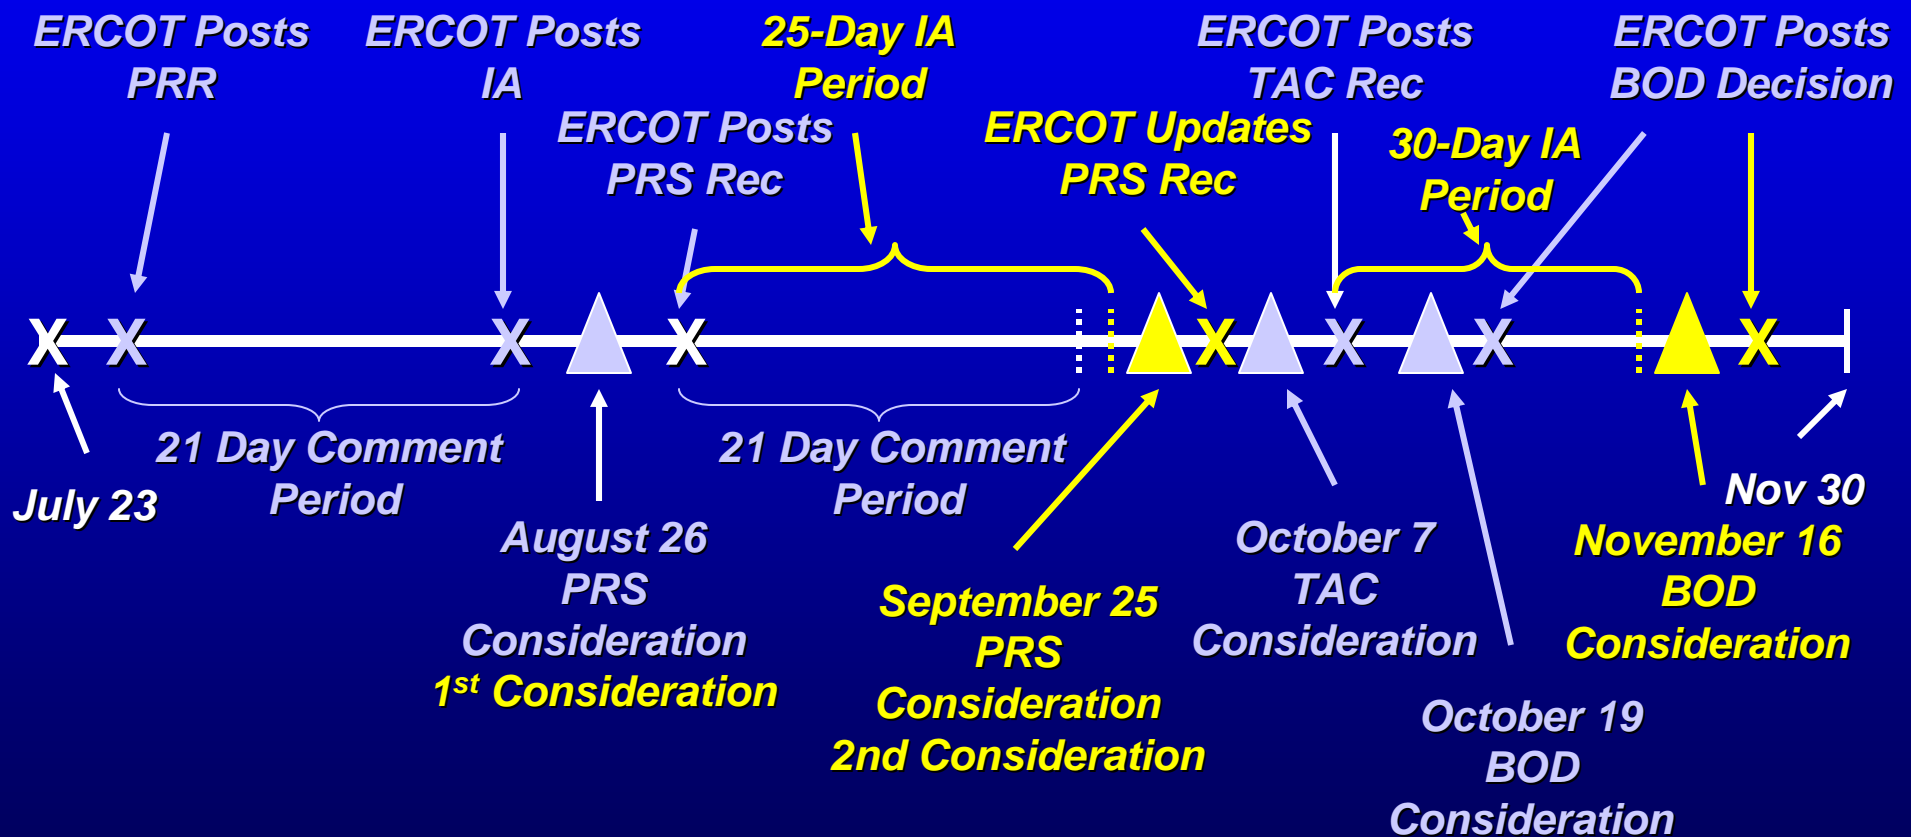 ERCOT Posts
PRR
ERCOT Posts
IA
25-Day IA
Period
ERCOT Posts
TAC Rec
ERCOT Posts
BOD Decision
ERCOT Posts
PRS Rec
ERCOT Updates
PRS Rec
30-Day IA
Period
X X X X X X X X
21 Day Comment
Period
21 Day Comment
Period
July 23
Nov 30
August 26
PRS
Consideration
1st Consideration
September 25
PRS
Consideration
2nd Consideration
October 7
TAC
Consideration
October 19
BOD
Consideration
November 16
BOD
Consideration